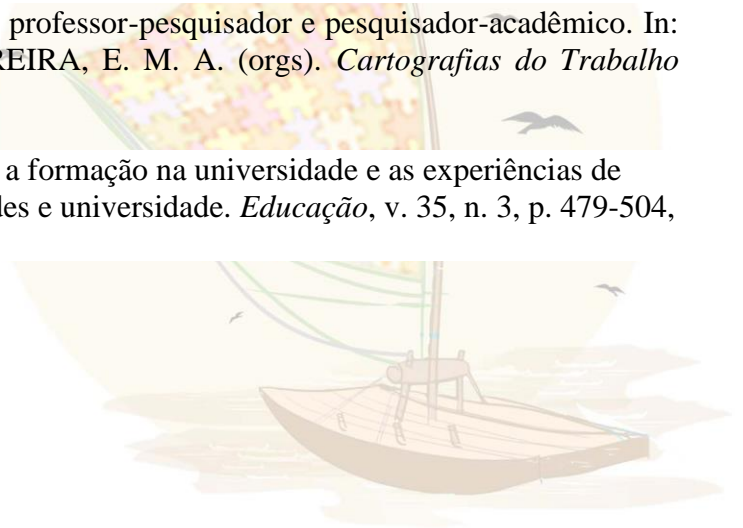 professor-pesquisador e pesquisador-acadêmico. In:
REIRA, E. M. A. (orgs). Cartografias do Trabalho
a formação na universidade e as experiências de
des e universidade. Educação, v. 35, n. 3, p. 479-504,